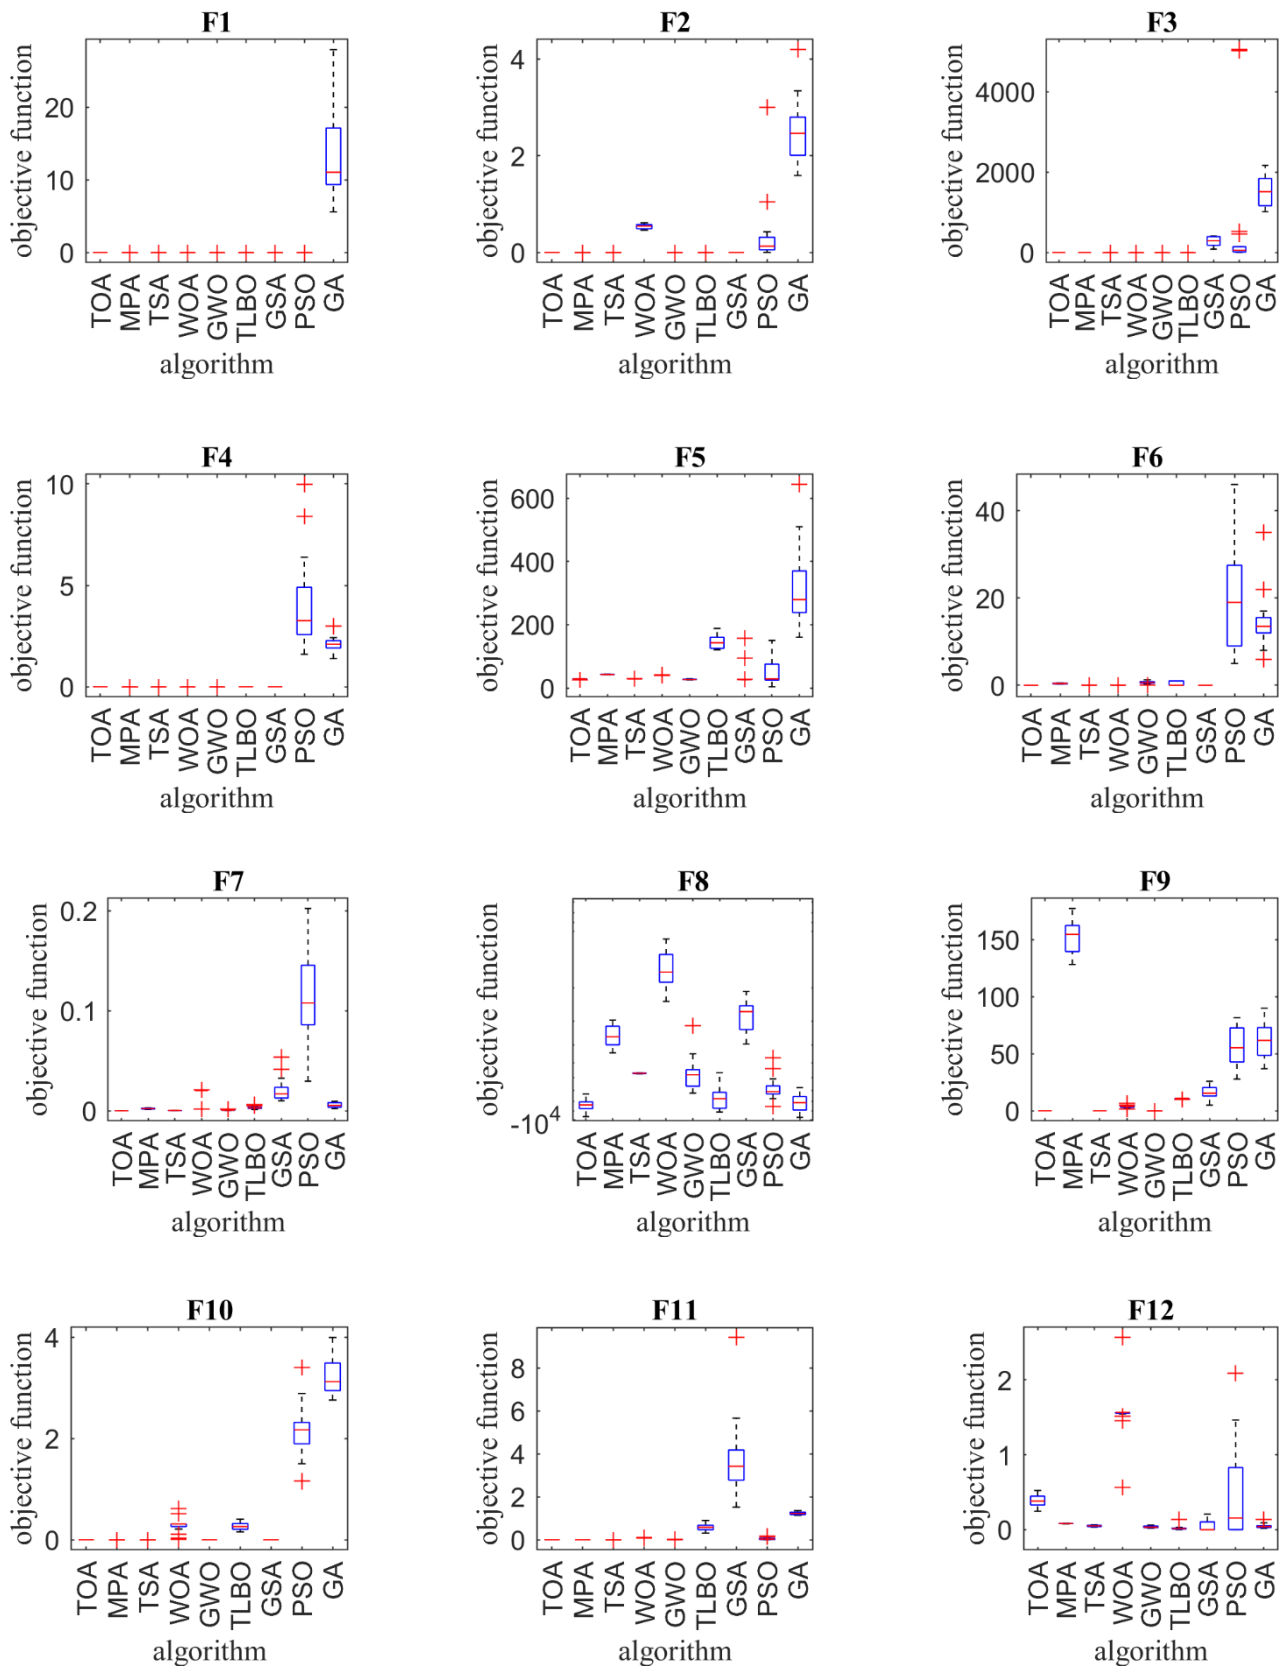 F1
objective function
20
10
0
TOA
MPA
TSA
WOA
GWO
TLBO
GSA
PSO
GA
algorithm
F2
objective function
4
2
0
TOA
MPA
TSA
WOA
GWO
TLBO
GSA
PSO
GA
algorithm
F3
objective function
4000
2000
0
TOA
MPA
TSA
WOA
GWO
TLBO
GSA
PSO
GA
algorithm
F4
objective function
10
5
0
TOA
MPA
TSA
WOA
GWO
TLBO
GSA
PSO
GA
algorithm
F5
objective function
600
400
200
0
TOA
MPA
TSA
WOA
GWO
TLBO
GSA
PSO
GA
algorithm
F6
objective function
40
20
0
TOA
MPA
TSA
WOA
GWO
TLBO
GSA
PSO
GA
algorithm
F7
objective function
0.2
0.1
0
TOA
MPA
TSA
WOA
GWO
TLBO
GSA
PSO
GA
algorithm
F8
objective function
-10⁴
TOA
MPA
TSA
WOA
GWO
TLBO
GSA
PSO
GA
algorithm
F9
objective function
150
100
50
0
TOA
MPA
TSA
WOA
GWO
TLBO
GSA
PSO
GA
algorithm
F10
objective function
4
2
0
TOA
MPA
TSA
WOA
GWO
TLBO
GSA
PSO
GA
algorithm
F11
objective function
8
6
4
2
0
TOA
MPA
TSA
WOA
GWO
TLBO
GSA
PSO
GA
algorithm
F12
objective function
2
1
0
TOA
MPA
TSA
WOA
GWO
TLBO
GSA
PSO
GA
algorithm